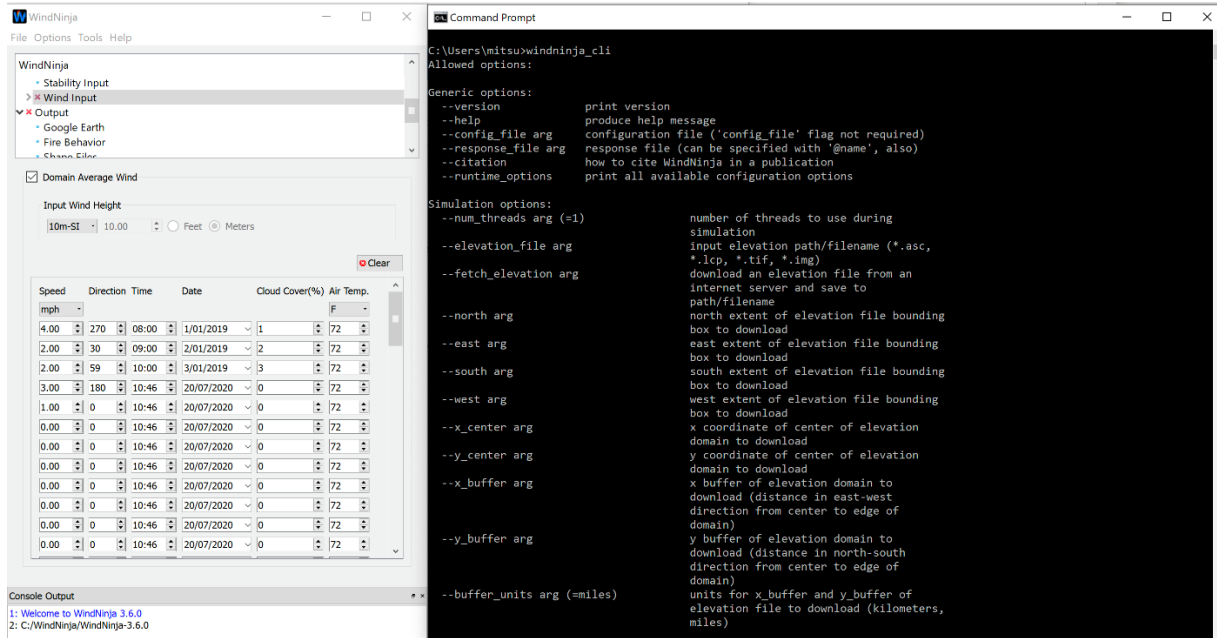 WindNinja
File Options Tools Help
WindNinja
Stability Input
Wind Input
Output
Google Earth
Fire Behavior
Shape Files
Domain Average Wind
Input Wind Height
10m-SI 10.00 Feet Meters
Clear
Speed Direction Time Date Cloud Cover(%) Air Temp.
mph F
4.00 270 08:00 1/01/2019 1 72
2.00 30 09:00 2/01/2019 2 72
2.00 59 10:00 3/01/2019 3 72
3.00 180 10:46 20/07/2020 0 72
1.00 0 10:46 20/07/2020 0 72
0.00 0 10:46 20/07/2020 0 72
0.00 0 10:46 20/07/2020 0 72
0.00 0 10:46 20/07/2020 0 72
0.00 0 10:46 20/07/2020 0 72
0.00 0 10:46 20/07/2020 0 72
0.00 0 10:46 20/07/2020 0 72
0.00 0 10:46 20/07/2020 0 72
Console Output
1: Welcome to WindNinja 3.6.0
2: C:/WindNinja/WindNinja-3.6.0
Command Prompt
C:\Users\mitsu>windninja_cli
Allowed options:
Generic options:
--version print version
--help produce help message
--config_file arg configuration file ('config_file' flag not required)
--response_file arg response file (can be specified with '@name', also)
--citation how to cite WindNinja in a publication
--runtime_options print all available configuration options
Simulation options:
--num_threads arg (=1) number of threads to use during
simulation
--elevation_file arg input elevation path/filename (*.asc,
*.lcp, *.tif, *.img)
--fetch_elevation arg download an elevation file from an
internet server and save to
path/filename
--north arg north extent of elevation file bounding
box to download
--east arg east extent of elevation file bounding
box to download
--south arg south extent of elevation file bounding
box to download
--west arg west extent of elevation file bounding
box to download
--x_center arg x coordinate of center of elevation
domain to download
--y_center arg y coordinate of center of elevation
domain to download
--x_buffer arg x buffer of elevation domain to
download (distance in east-west
direction from center to edge of
domain)
--y_buffer arg y buffer of elevation domain to
download (distance in north-south
direction from center to edge of
domain)
--buffer_units arg (=miles) units for x_buffer and y_buffer of
elevation file to download (kilometers,
miles)